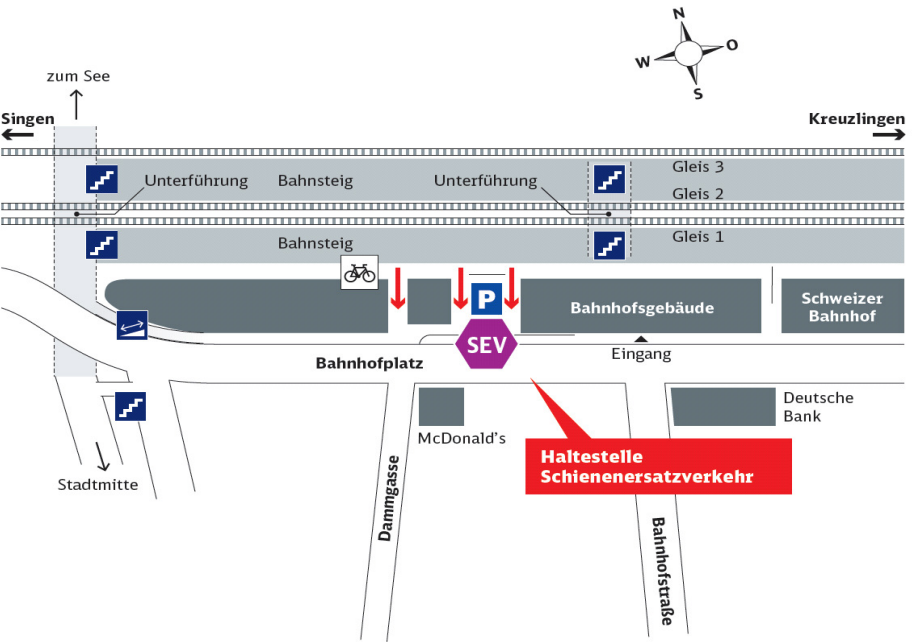 N
W
O
S
zum See
Singen
Kreuzlingen
Gleis 3
Unterführung
Bahnsteig
Unterführung
Gleis 2
Gleis 1
Bahnsteig
P
Bahnhofsgebäude
Schweizer
Bahnhof
SEV
Eingang
Bahnhofplatz
Deutsche
Bank
McDonald's
Haltestelle
Schienenersatzverkehr
Stadtmitte
Dammgasse
Bahnhofstraße